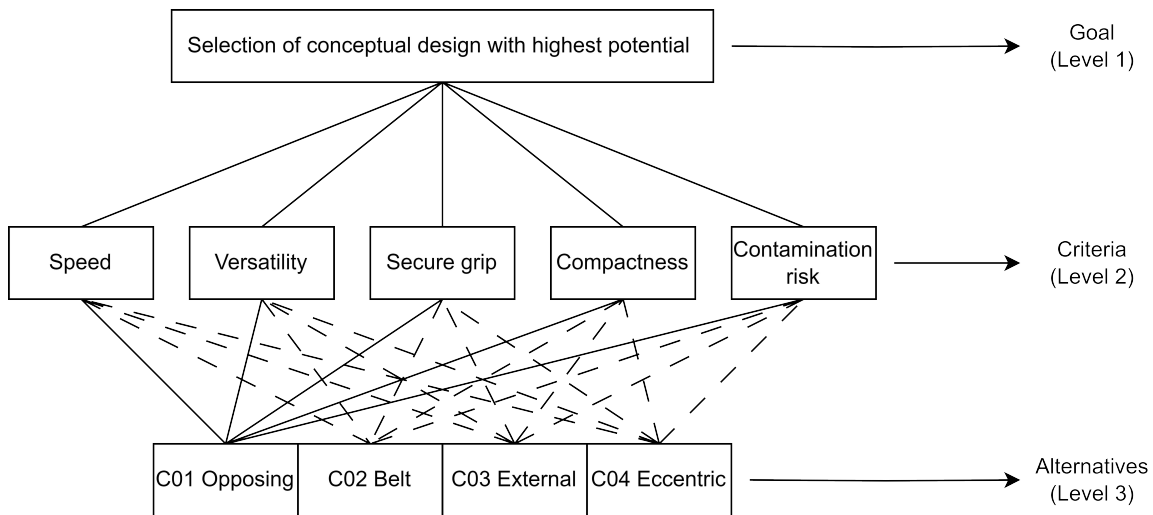 Selection of conceptual design with highest potential
Goal
(Level 1)
Speed
Versatility
Secure grip
Compactness
Contamination
risk
Criteria
(Level 2)
C01 Opposing
C02 Belt
C03 External
C04 Eccentric
Alternatives
(Level 3)